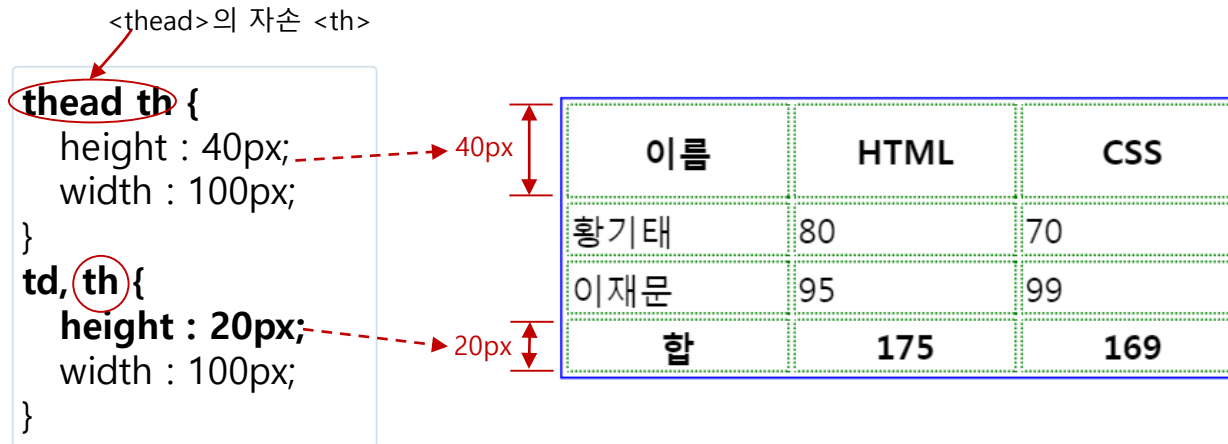 <thead>의 자손 <th>
thead th {
height : 40px;
width : 100px;
}
td, th {
height : 20px;
width : 100px;
}
40px
20px
이름 HTML CSS
황기태 80 70
이재문 95 99
합 175 169